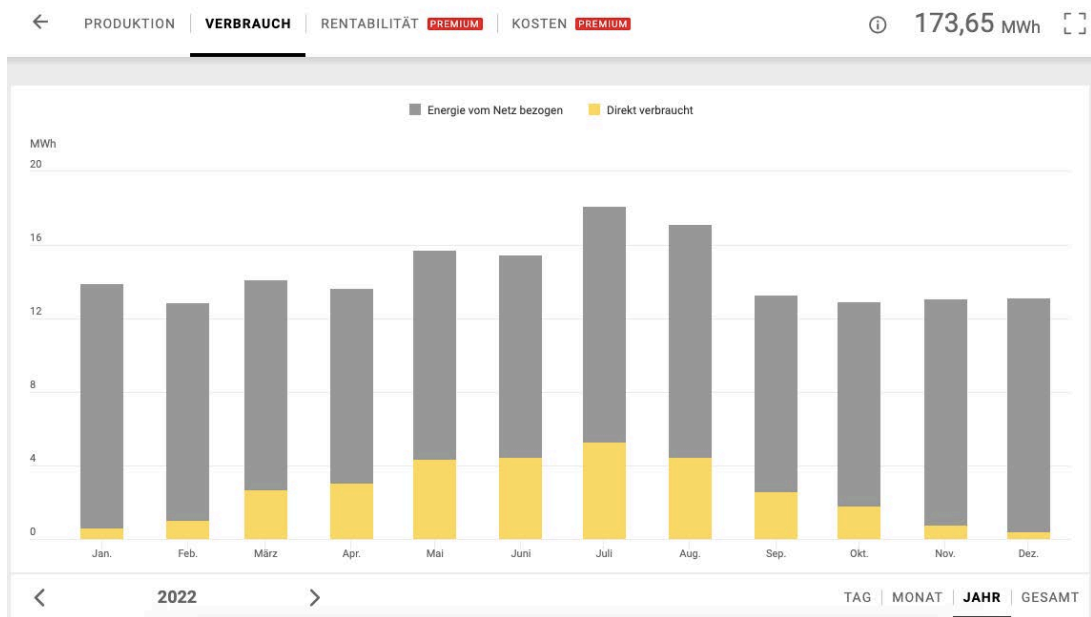 PRODUKTION VERBRAUCH RENTABILITÄT PREMIUM KOSTEN PREMIUM 173,65 MWh
Energie vom Netz bezogen Direkt verbraucht
MWh
20
16
12
8
4
0
Jan. Feb. März Apr. Mai Juni Juli Aug. Sep. Okt. Nov. Dez.
2022 TAG MONAT JAHR GESAMT